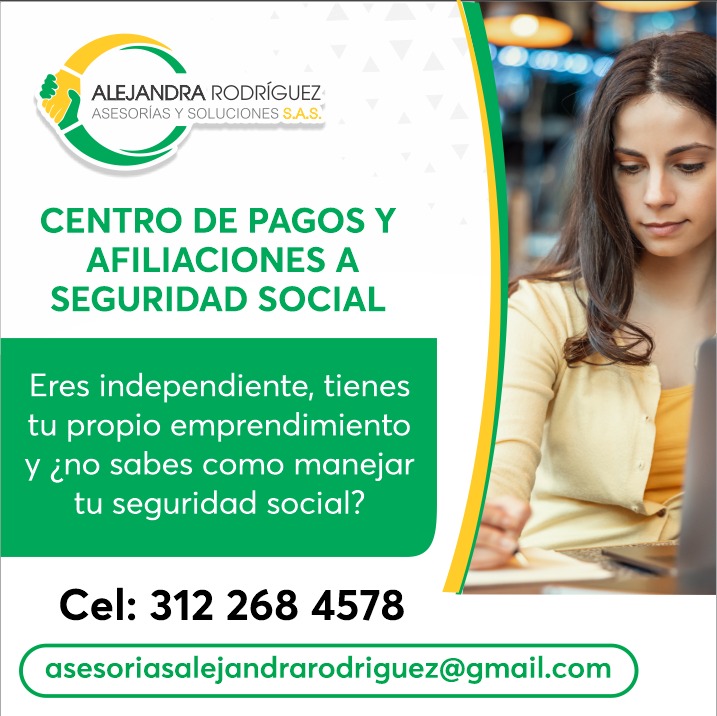 ALEJANDRA RODRÍGUEZ
ASESORÍAS Y SOLUCIONES S.A.S.
CENTRO DE PAGOS Y
AFILIACIONES A
SEGURIDAD SOCIAL
Eres independiente, tienes
tu propio emprendimiento
y ¿no sabes como manejar
tu seguridad social?
Cel: 312 268 4578
asesoriasalejandrarodriguez@gmail.com